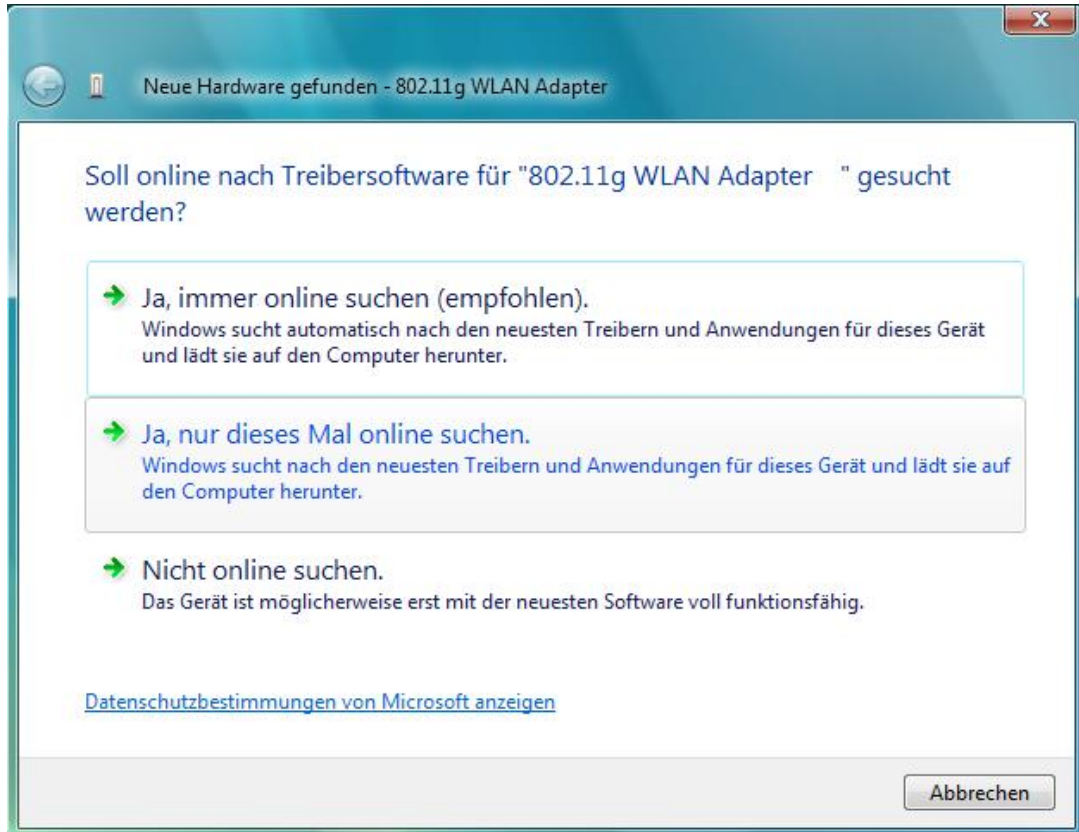 Neue Hardware gefunden - 802.11g WLAN Adapter
Soll online nach Treibersoftware für "802.11g WLAN Adapter    " gesucht
werden?
Ja, immer online suchen (empfohlen).
Windows sucht automatisch nach den neuesten Treibern und Anwendungen für dieses Gerät
und lädt sie auf den Computer herunter.
Ja, nur dieses Mal online suchen.
Windows sucht nach den neuesten Treibern und Anwendungen für dieses Gerät und lädt sie auf
den Computer herunter.
Nicht online suchen.
Das Gerät ist möglicherweise erst mit der neuesten Software voll funktionsfähig.
Datenschutzbestimmungen von Microsoft anzeigen
Abbrechen